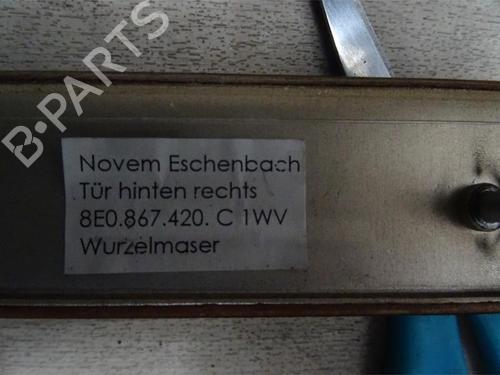 B-PARTS
Novem Eschenbach
Tür hinten rechts
8E0.867.420. C 1WV
Wurzelmaser